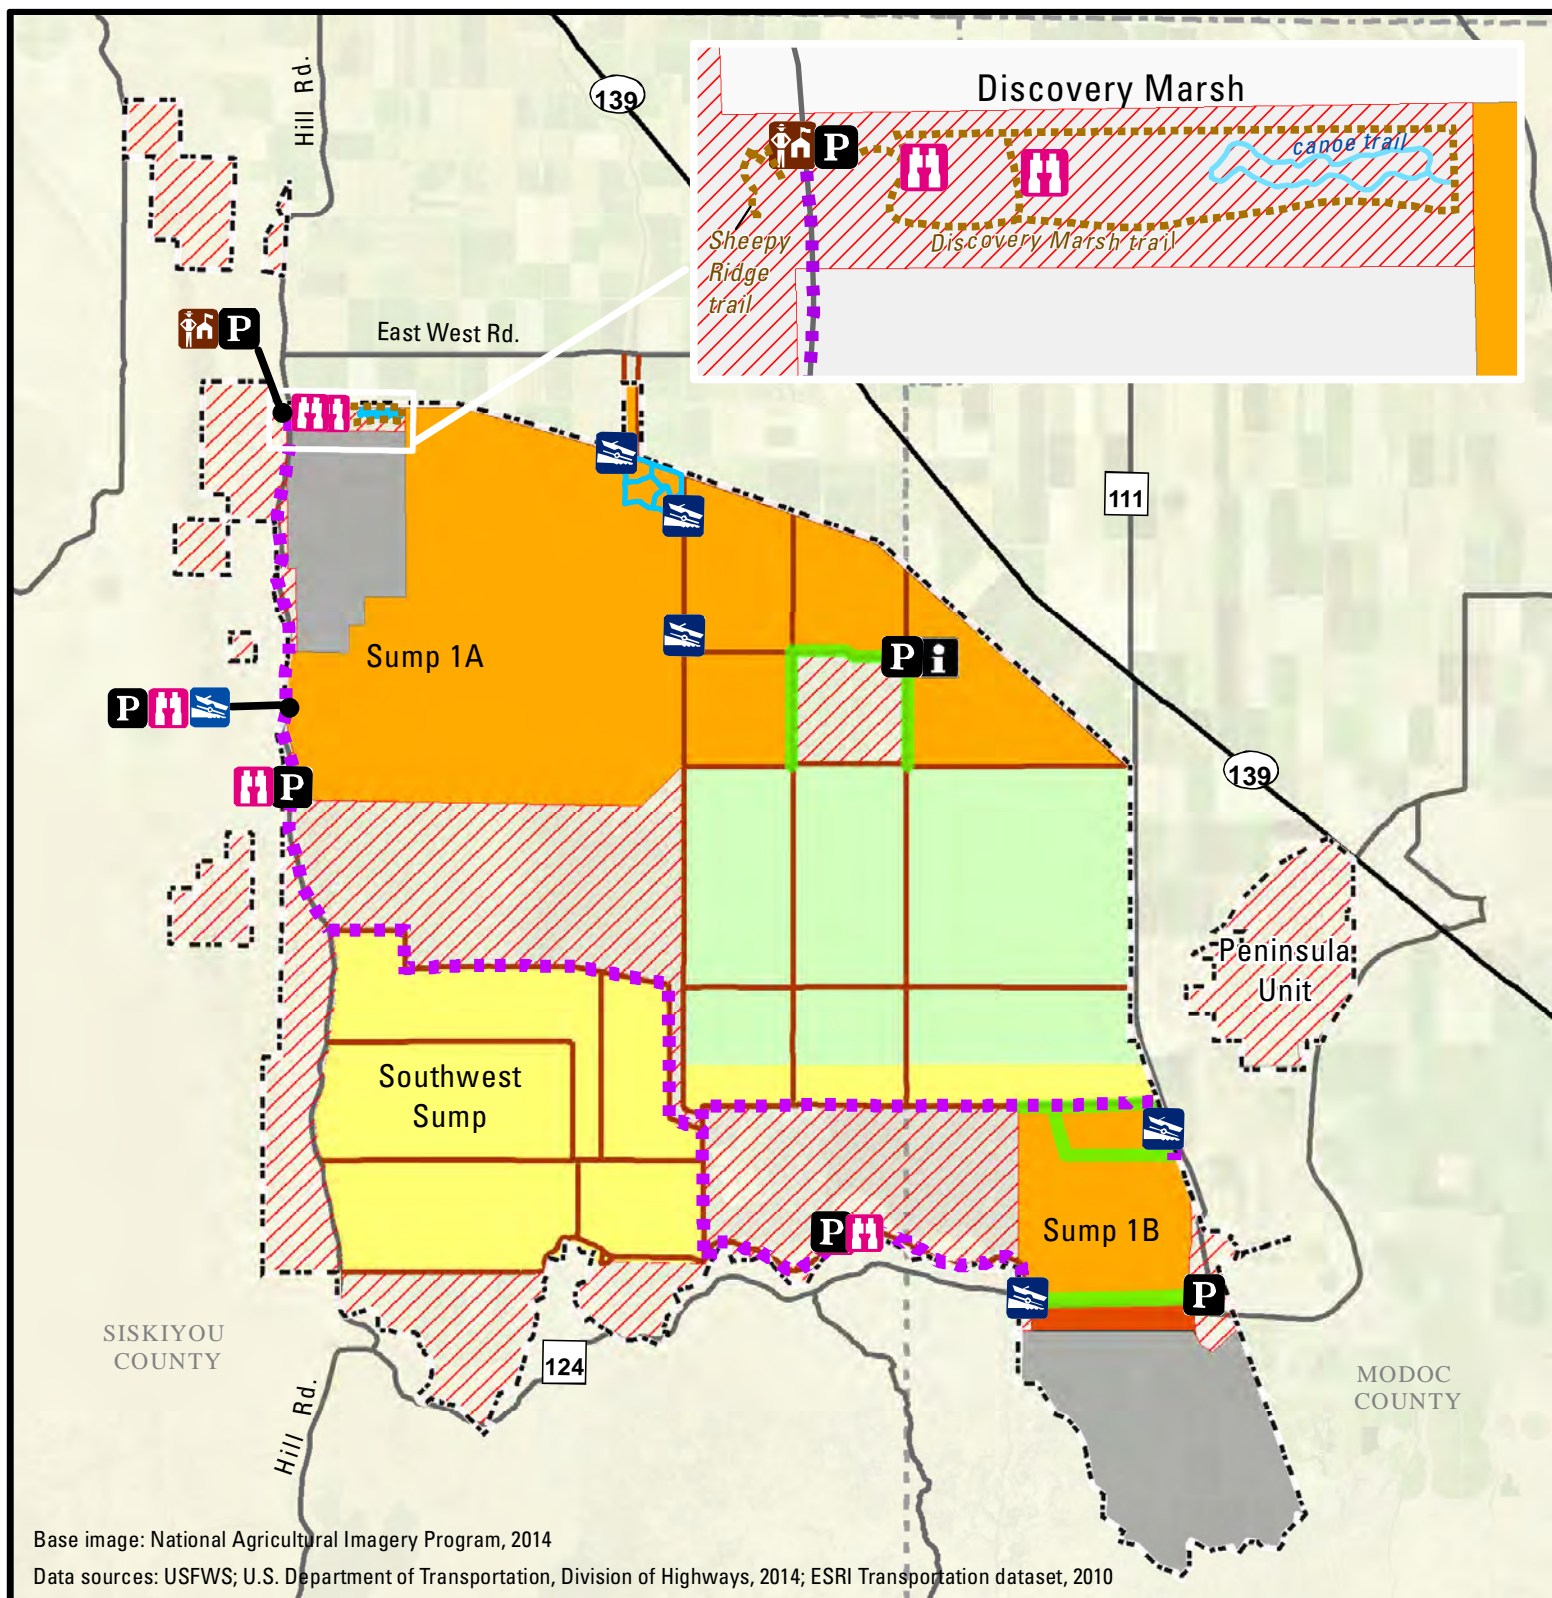 Hill Rd.
139
Discovery Marsh
P
canoe trail
Sheepy
Ridge
trail
Discovery Marsh trail
P
East West Rd.
111
Sump 1A
P i
P
P
139
Peninsula
Unit
Southwest
Sump
P
Sump 1B
P
SISKIYOU
COUNTY
124
MODOC
COUNTY
Hill Rd.
Base image: National Agricultural Imagery Program, 2014
Data sources: USFWS; U.S. Department of Transportation, Division of Highways, 2014; ESRI Transportation dataset, 2010